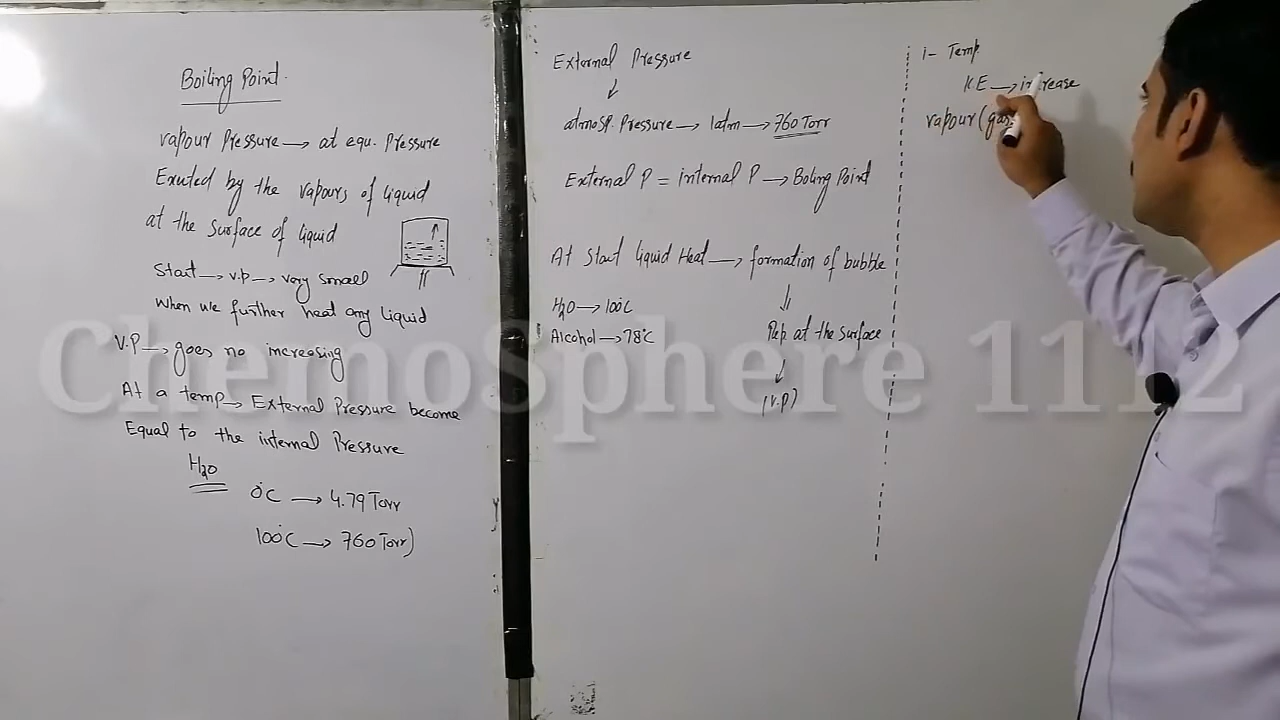 Boiling Point.
Vapour Pressure → at equ. Pressure
Exerted by the vapours of liquid
at the surface of liquid
Start → v.p → very small
when we further heat any liquid
V.P → goes no increasing
At a temp → External Pressure become
Equal to the internal Pressure
H2O
0°C → 4.79 Torr
100°C → 760 Torr)
External Pressure
↓
atmosp. Pressure → 1atm → 760 Torr
External P = internal P → Boling Point
At Start liquid Heat → formation of bubble
⇓
H2O → 100°C
Alcohol → 78°C
Pap at the surface
↓
(V.P)
i- Temp
K.E → increase
vapour (gas
ChemoSphere 1112